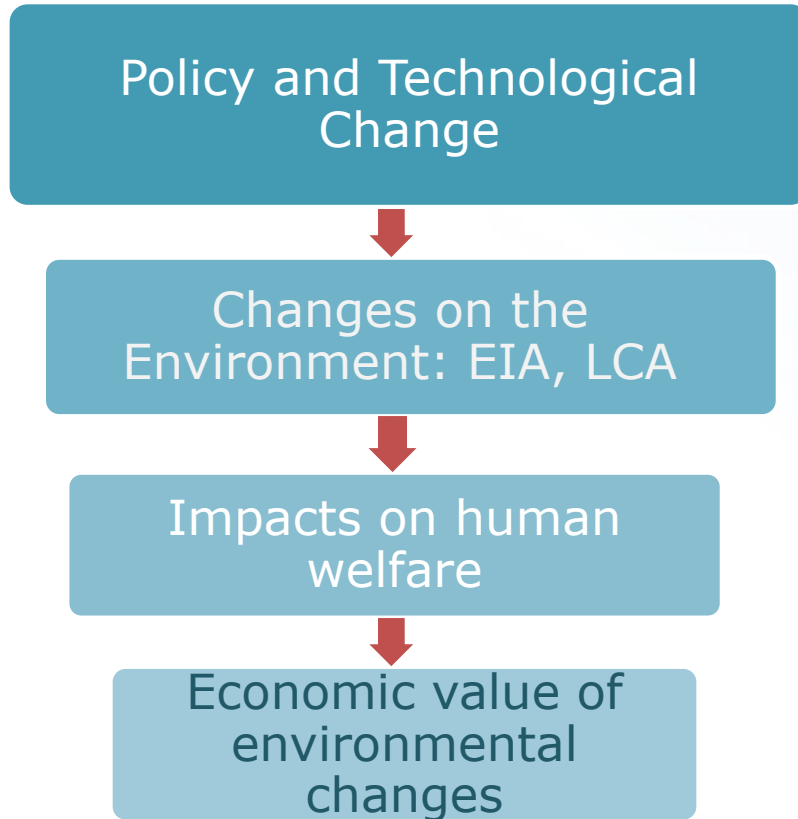 Policy and Technological
Change
Changes on the
Environment: EIA, LCA
Impacts on human
welfare
Economic value of
environmental
changes